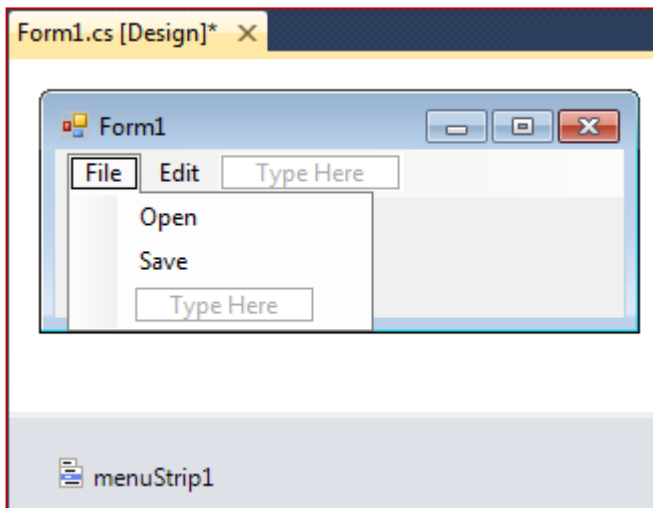 Form1.cs [Design]*
Form1
File Edit Type Here
Open
Save
Type Here
menuStrip1